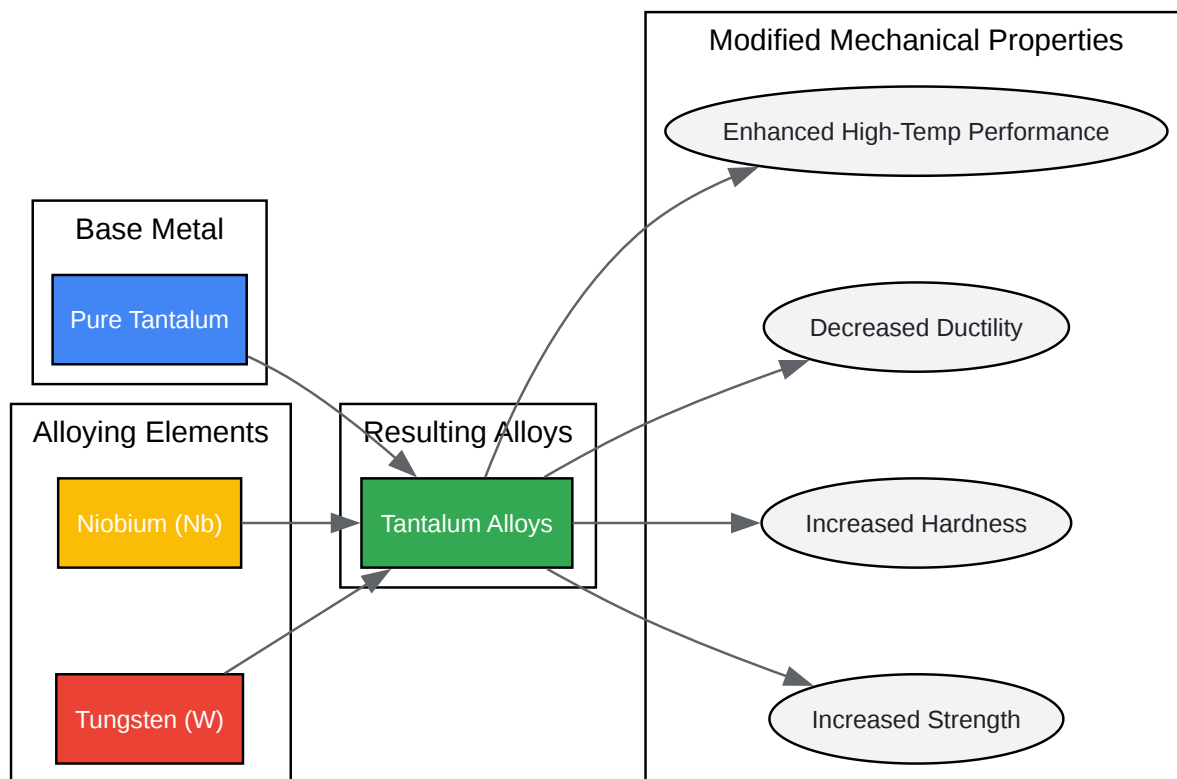 Modified Mechanical Properties
Enhanced High-Temp Performance
Base Metal
Pure Tantalum
Decreased Ductility
Alloying Elements
Resulting Alloys
Niobium (Nb)
Tantalum Alloys
Increased Hardness
Tungsten (W)
Increased Strength